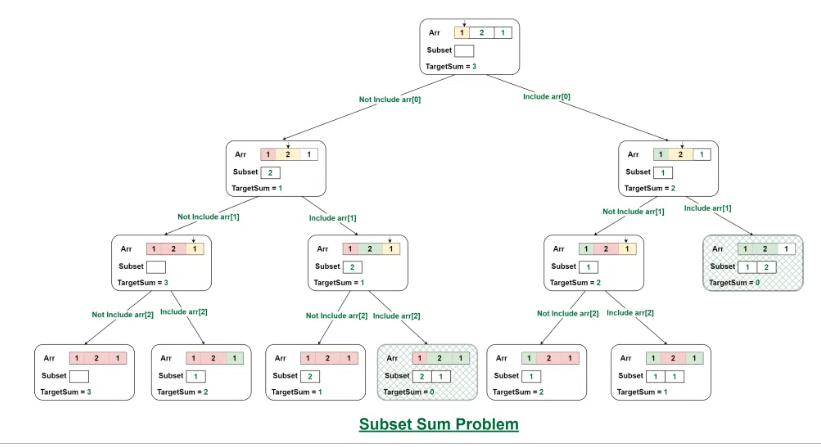 Arr 1 2 1
Subset
TargetSum = 3
Not Include arr[0]
Include arr[0]
Arr 1 2 1
Subset 2
TargetSum = 1
Arr 1 2 1
Subset 1
TargetSum = 2
Not Include arr[1]
Include arr[1]
Not Include arr[1]
Include arr[1]
Arr 1 2 1
Subset
TargetSum = 3
Arr 1 2 1
Subset 2
TargetSum = 1
Arr 1 2 1
Subset 1
TargetSum = 2
Arr 1 2 1
Subset 1 2
TargetSum = 0
Not Include arr[2]
Include arr[2]
Not Include arr[2]
Include arr[2]
Not Include arr[2]
Include arr[2]
Arr 1 2 1
Subset
TargetSum = 3
Arr 1 2 1
Subset 1
TargetSum = 2
Arr 1 2 1
Subset 2
TargetSum = 1
Arr 1 2 1
Subset 2 1
TargetSum = 0
Arr 1 2 1
Subset 1
TargetSum = 2
Arr 1 2 1
Subset 1 1
TargetSum = 1
Subset Sum Problem